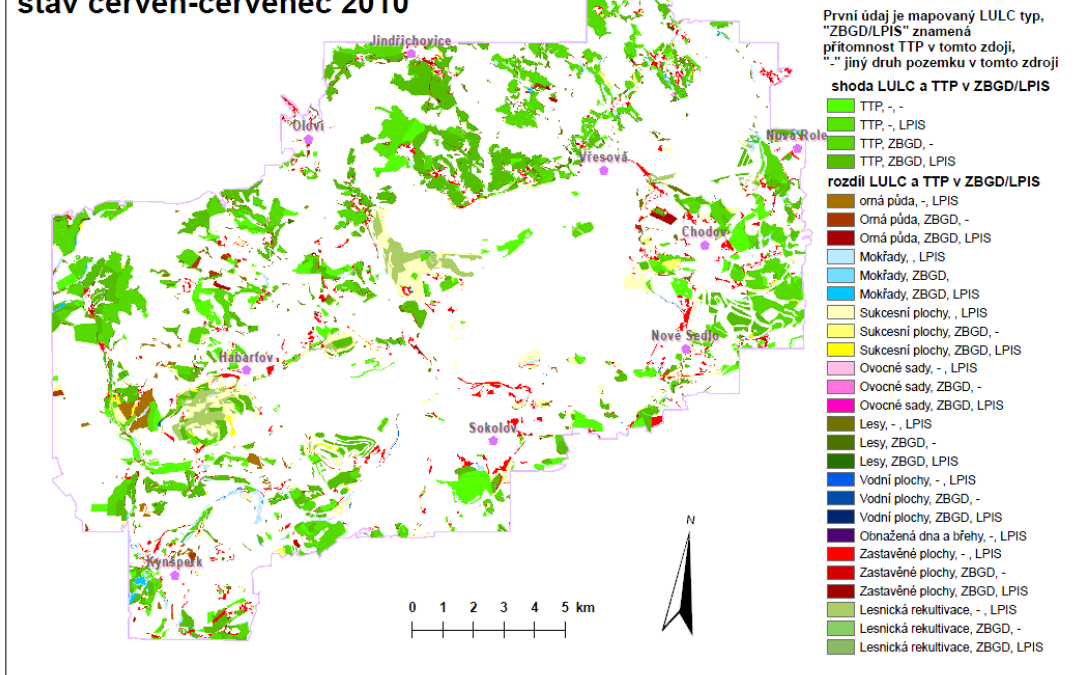 stav červen-červenec 2010
Jindřichovice
Oloví
Nová Role
Vřesová
Chodov
Nové Sedlo
Habartov
Sokolov
Kynšperk
N
0 1 2 3 4 5 km
První údaj je mapovaný LULC typ,
"ZBGD/LPIS" znamená
přítomnost TTP v tomto zdroji,
"-" jiný druh pozemku v tomto zdroji
shoda LULC a TTP v ZBGD/LPIS
TTP, -, -
TTP, -, LPIS
TTP, ZBGD, -
TTP, ZBGD, LPIS
rozdíl LULC a TTP v ZBGD/LPIS
orná půda, -, LPIS
Orná půda, ZBGD, -
Orná půda, ZBGD, LPIS
Mokřady, , LPIS
Mokřady, ZBGD,
Mokřady, ZBGD, LPIS
Sukcesní plochy, , LPIS
Sukcesní plochy, ZBGD, -
Sukcesní plochy, ZBGD, LPIS
Ovocné sady, - , LPIS
Ovocné sady, ZBGD, -
Ovocné sady, ZBGD, LPIS
Lesy, - , LPIS
Lesy, ZBGD, -
Lesy, ZBGD, LPIS
Vodní plochy, - , LPIS
Vodní plochy, ZBGD, -
Vodní plochy, ZBGD, LPIS
Obnažená dna a břehy, -, LPIS
Zastavěné plochy, - , LPIS
Zastavěné plochy, ZBGD, -
Zastavěné plochy, ZBGD, LPIS
Lesnická rekultivace, - , LPIS
Lesnická rekultivace, ZBGD, -
Lesnická rekultivace, ZBGD, LPIS